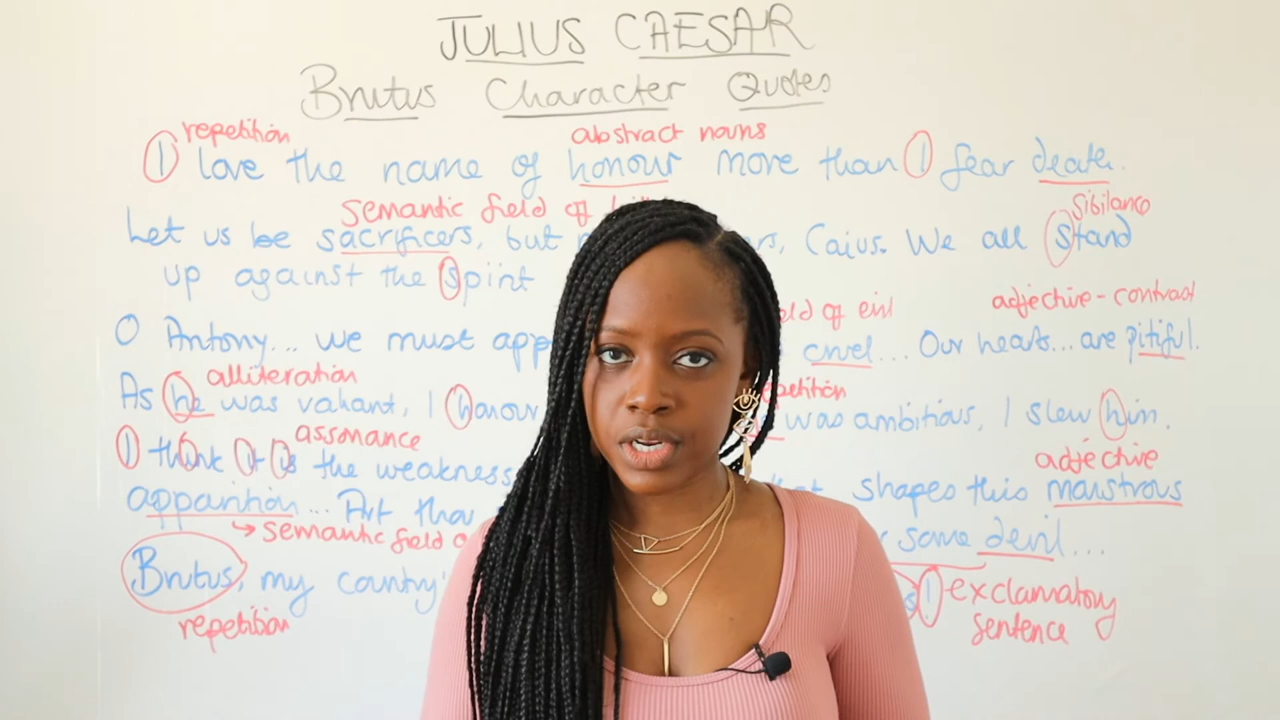 JULIUS CAESAR
Brutus Character Quotes
repetition abstract nouns
I love the name of honour more than I fear death.
semantic field of sibilance
Let us be sacrificers, but Caius. We all stand
up against the spirit
of evil adjective - contrast
O Antony... we must cruel... Our hearts... are pitiful.
alliteration repetition
As he was valiant, I honour was ambitious, I slew him.
assonance
I think it is the weakness
adjective
shapes this monstrous
apparition... Art thou
some devil...
↳ semantic field
Brutus, my exclamatory
sentence
repetition